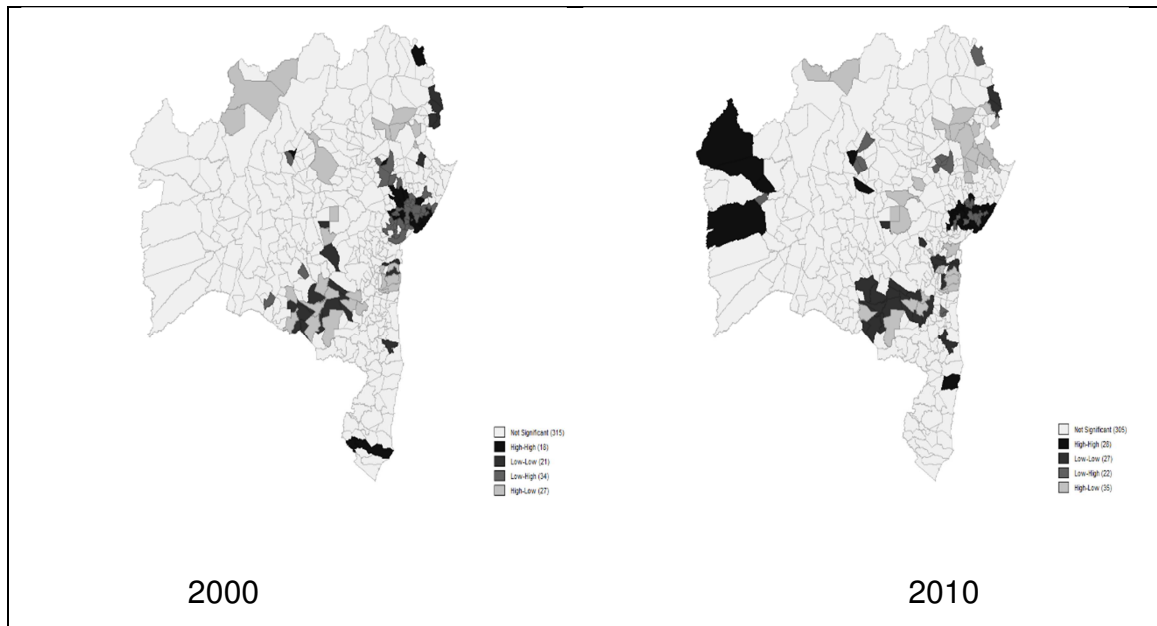 Not Significant (315)
High-High (18)
Low-Low (21)
Low-High (34)
High-Low (27)
Not Significant (305)
High-High (28)
Low-Low (27)
Low-High (22)
High-Low (35)
2000
2010